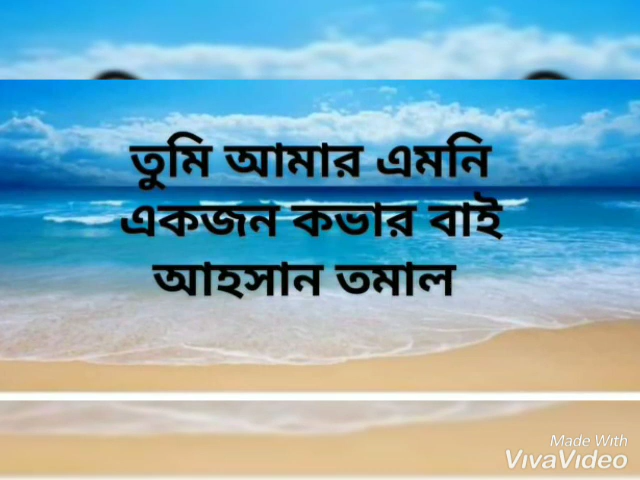 তুমি আমার এমনি
একজন কভার বাই
আহসান তমাল
Made With
VivaVideo